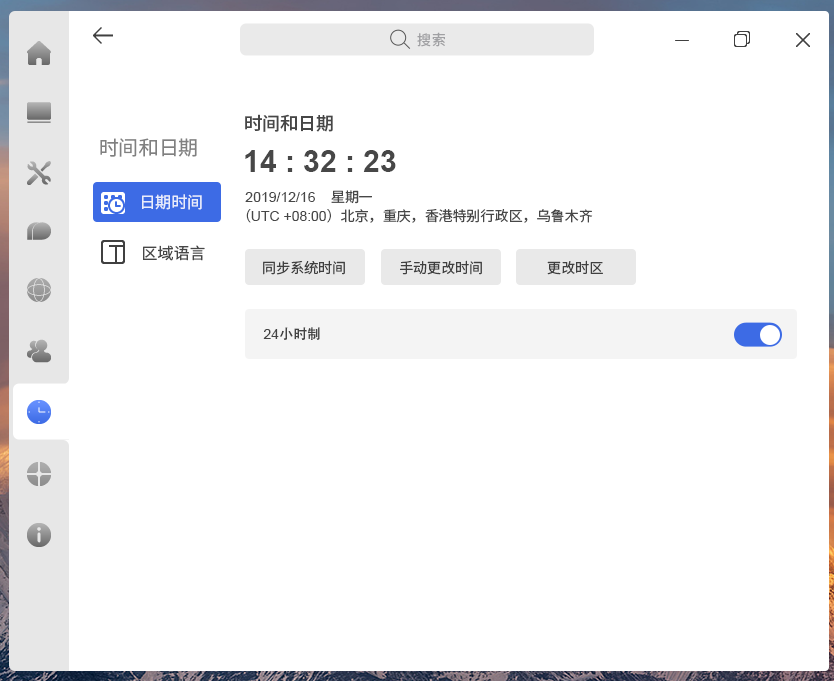 搜索
时间和日期
日期时间
区域语言
时间和日期
14 : 32 : 23
2019/12/16 星期一
(UTC +08:00）北京，重庆，香港特别行政区，乌鲁木齐
同步系统时间
手动更改时间
更改时区
24小时制